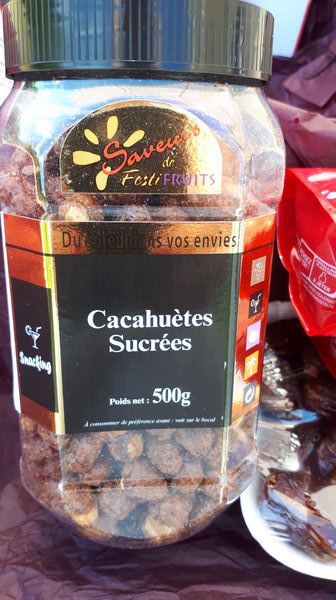 Saveurs
de
FestiFRUITS
Du soleil dans vos envies
Cacahuètes
Sucrées
Snacking
Poids net : 500g
À consommer de préférence avant : voir sur le bocal